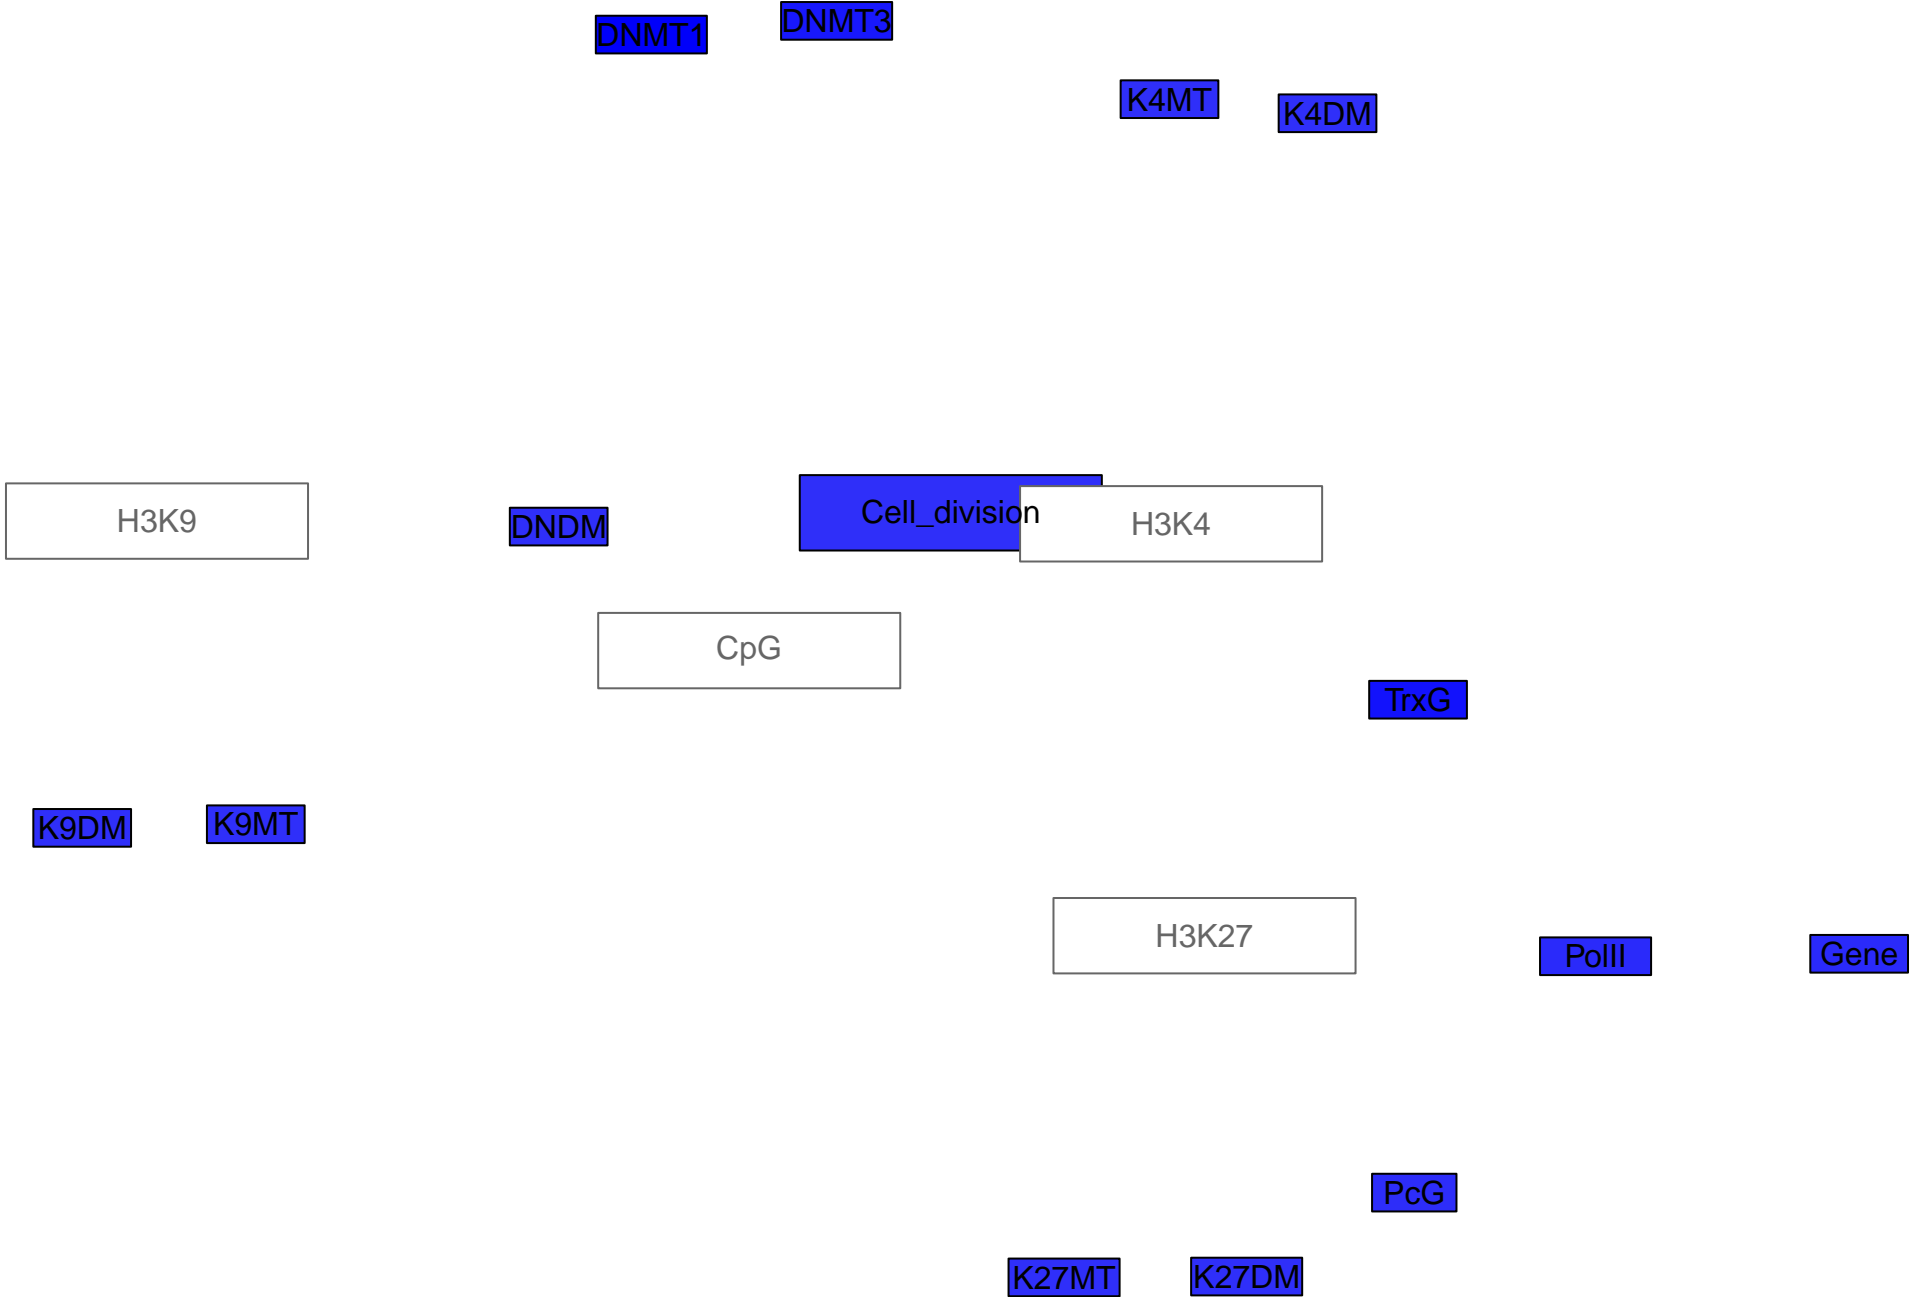 DNMT1
DNMT3
K4MT
K4DM
H3K9
DNDM
Cell_division
H3K4
CpG
TrxG
K9DM
K9MT
H3K27
PolII
Gene
PcG
K27MT
K27DM